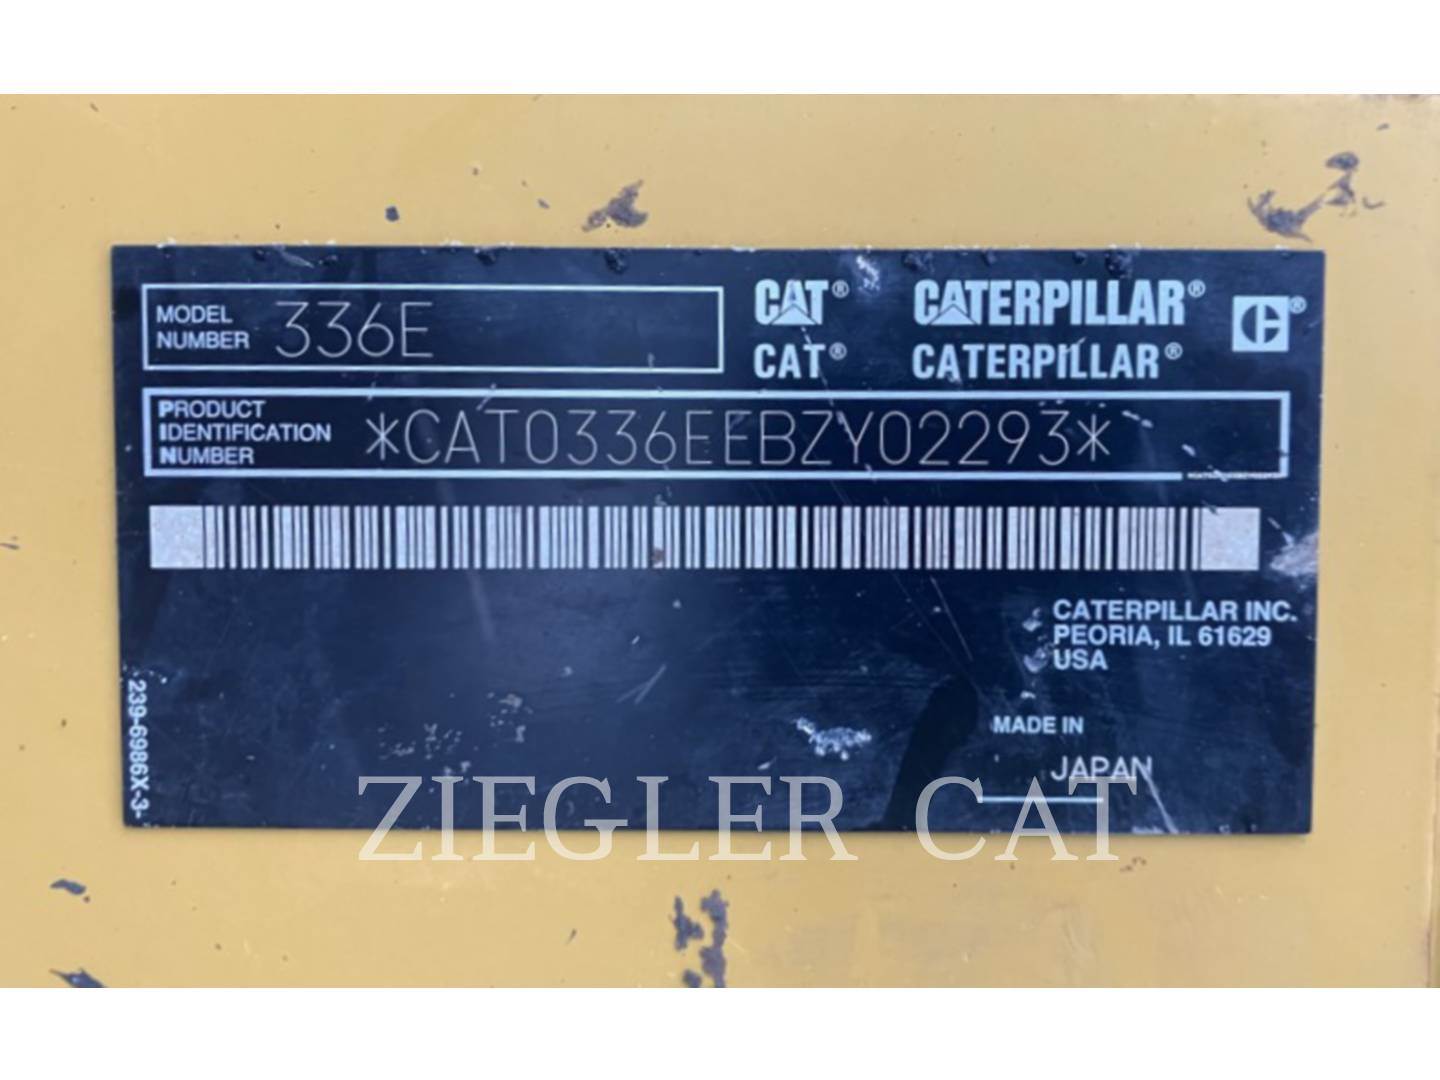 MODEL
NUMBER 336E
CAT® CATERPILLAR®
CAT® CATERPILLAR®
PRODUCT
IDENTIFICATION
NUMBER
*CAT0336EEBZY02293*
CATERPILLAR INC.
PEORIA, IL 61629
USA
MADE IN
JAPAN
239-6986X-3
ZIEGLER CAT